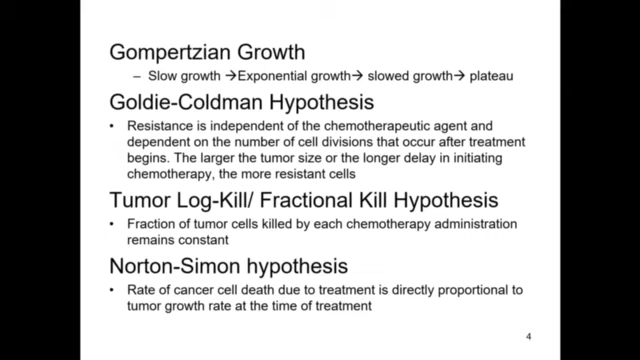 Gompertzian Growth
– Slow growth →Exponential growth→ slowed growth→ plateau
Goldie-Coldman Hypothesis
• Resistance is independent of the chemotherapeutic agent and
dependent on the number of cell divisions that occur after treatment
begins. The larger the tumor size or the longer delay in initiating
chemotherapy, the more resistant cells
Tumor Log-Kill/ Fractional Kill Hypothesis
• Fraction of tumor cells killed by each chemotherapy administration
remains constant
Norton-Simon hypothesis
• Rate of cancer cell death due to treatment is directly proportional to
tumor growth rate at the time of treatment
4